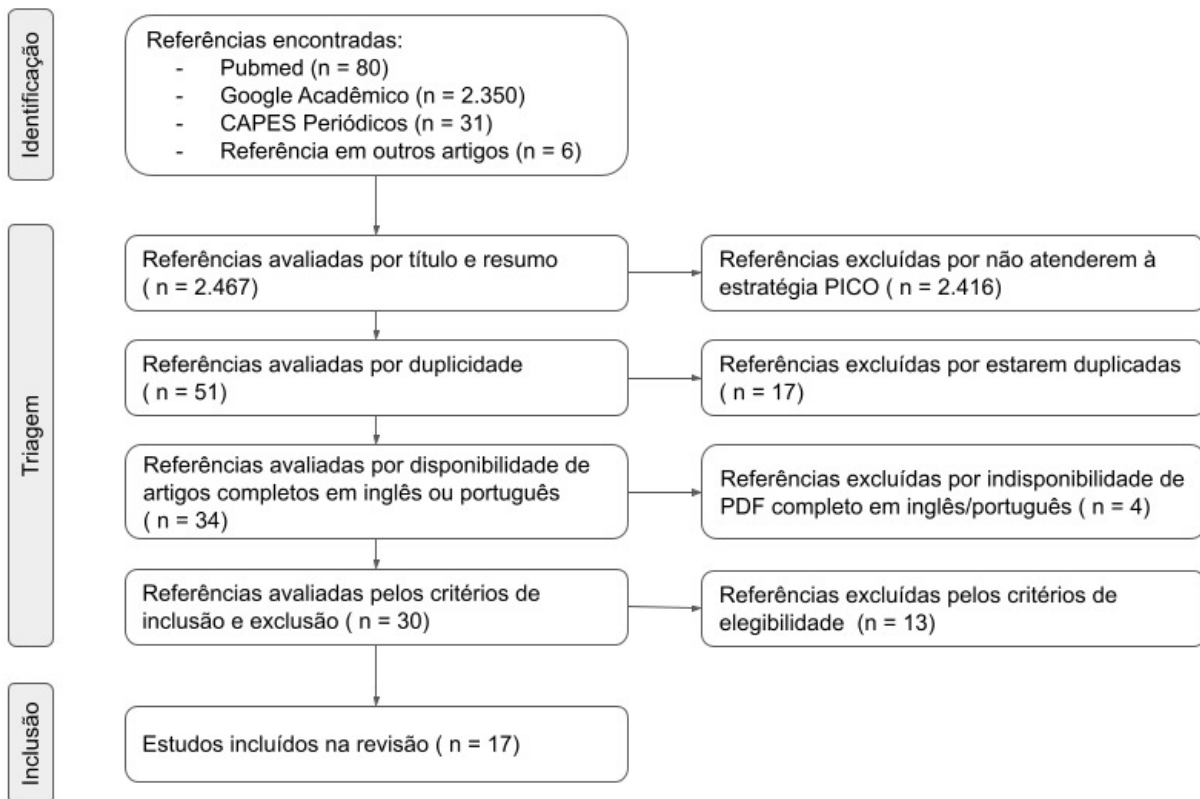 Identificação
Referências encontradas:
- Pubmed (n = 80)
- Google Acadêmico (n = 2.350)
- CAPES Periódicos (n = 31)
- Referência em outros artigos (n = 6)
Triagem
Referências avaliadas por título e resumo
( n = 2.467)
Referências excluídas por não atenderem à
estratégia PICO ( n = 2.416)
Referências avaliadas por duplicidade
( n = 51)
Referências excluídas por estarem duplicadas
( n = 17)
Referências avaliadas por disponibilidade de
artigos completos em inglês ou português
( n = 34)
Referências excluídas por indisponibilidade de
PDF completo em inglês/português ( n = 4)
Referências avaliadas pelos critérios de
inclusão e exclusão ( n = 30)
Referências excluídas pelos critérios de
elegibilidade (n = 13)
Inclusão
Estudos incluídos na revisão ( n = 17)